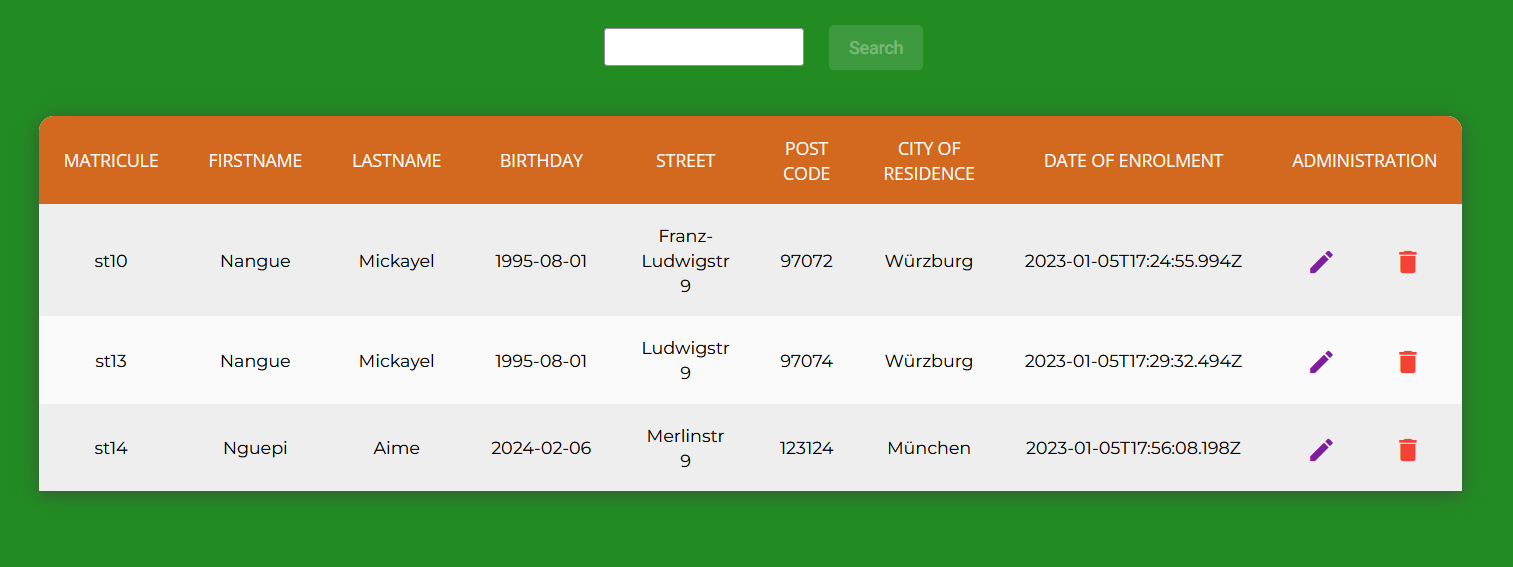 Search
MATRICULE FIRSTNAME LASTNAME BIRTHDAY STREET POST CODE CITY OF RESIDENCE DATE OF ENROLMENT ADMINISTRATION
st10 Nangue Mickayel 1995-08-01 Franz-Ludwigstr 9 97072 Würzburg 2023-01-05T17:24:55.994Z
st13 Nangue Mickayel 1995-08-01 Ludwigstr 9 97074 Würzburg 2023-01-05T17:29:32.494Z
st14 Nguepi Aime 2024-02-06 Merlinstr 9 123124 München 2023-01-05T17:56:08.198Z